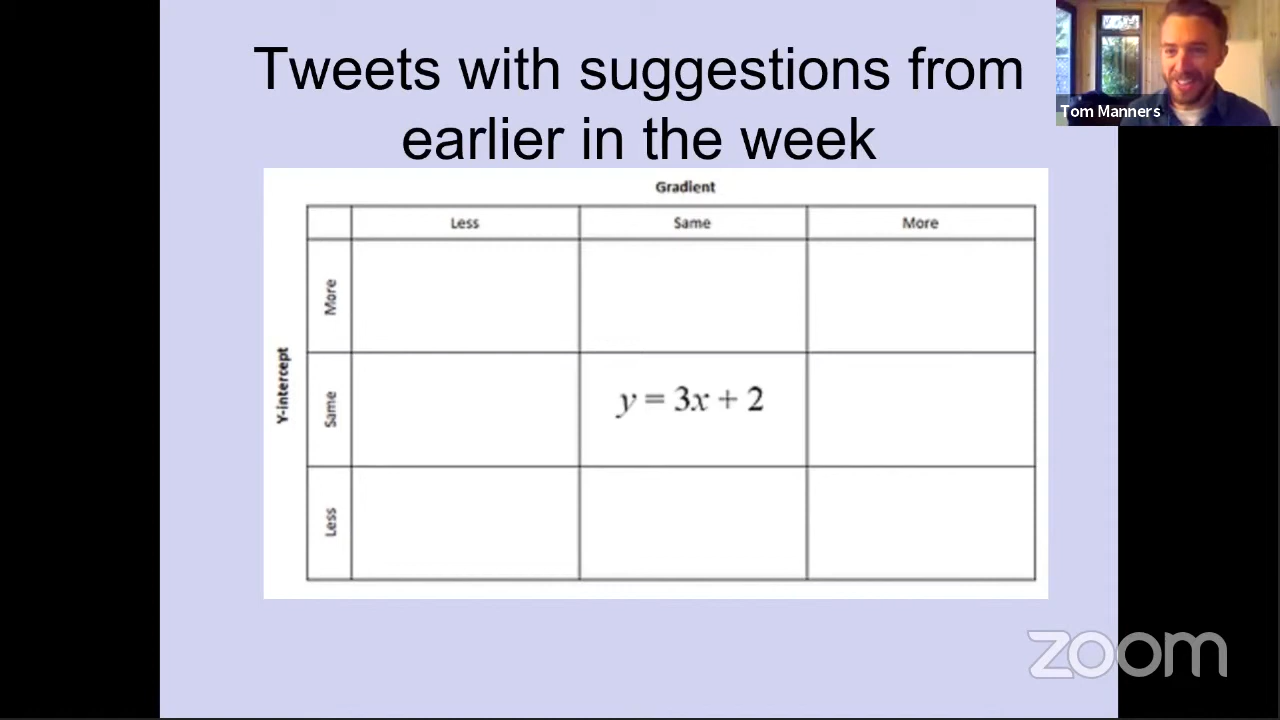 Tweets with suggestions from
earlier in the week
Tom Manners
Gradient
Less
Same
More
Y-intercept
More
Same
y = 3x + 2
Less
zoom